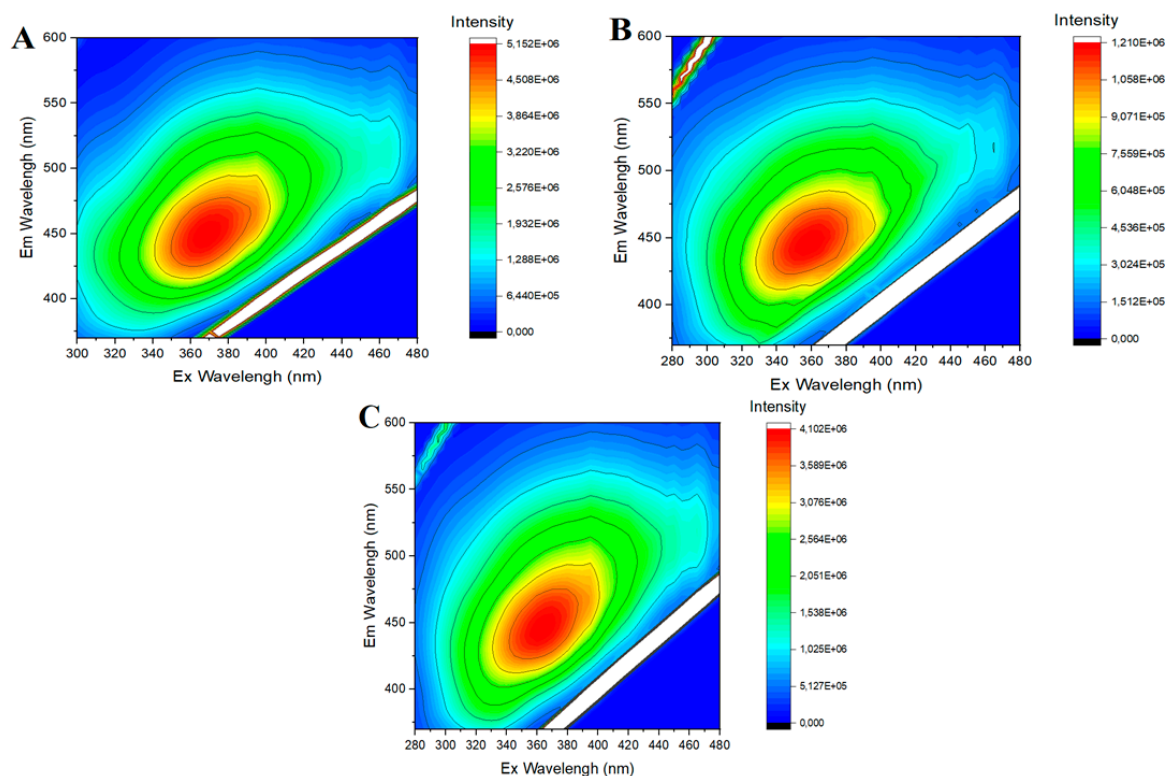 A
Intensity
600
550
500
450
400
Em Wavelengh (nm)
300 320 340 360 380 400 420 440 460 480
Ex Wavelengh (nm)
5,152E+06
4,508E+06
3,864E+06
3,220E+06
2,576E+06
1,932E+06
1,288E+06
6,440E+05
0,000
B
Intensity
600
550
500
450
400
Em Wavelengh (nm)
280 300 320 340 360 380 400 420 440 460 480
Ex Wavelengh (nm)
1,210E+06
1,058E+06
9,071E+05
7,559E+05
6,048E+05
4,536E+05
3,024E+05
1,512E+05
0,000
C
Intensity
600
550
500
450
400
Em Wavelengh (nm)
280 300 320 340 360 380 400 420 440 460 480
Ex Wavelengh (nm)
4,102E+06
3,589E+06
3,076E+06
2,564E+06
2,051E+06
1,538E+06
1,025E+06
5,127E+05
0,000